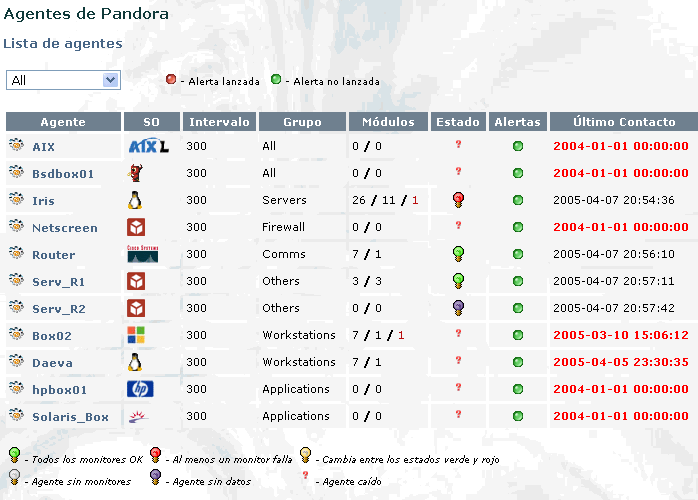 Agentes de Pandora
Lista de agentes
All - Alerta lanzada - Alerta no lanzada
Agente SO Intervalo Grupo Módulos Estado Alertas Último Contacto
AIX AIX L 300 All 0 / 0 ? 2004-01-01 00:00:00
Bsdbox01 300 All 0 / 0 ? 2004-01-01 00:00:00
Iris 300 Servers 26 / 11 / 1 2005-04-07 20:54:36
Netscreen 300 Firewall 0 / 0 ? 2004-01-01 00:00:00
Router CISCO SYSTEMS 300 Comms 7 / 1 2005-04-07 20:56:10
Serv_R1 300 Others 3 / 3 2005-04-07 20:57:11
Serv_R2 300 Others 0 / 0 2005-04-07 20:57:42
Box02 300 Workstations 7 / 1 / 1 ? 2005-03-10 15:06:12
Daeva 300 Workstations 7 / 1 ? 2005-04-05 23:30:35
hpbox01 hp 300 Applications 0 / 0 ? 2004-01-01 00:00:00
Solaris_Box 300 Applications 0 / 0 ? 2004-01-01 00:00:00
- Todos los monitores OK - Al menos un monitor falla - Cambia entre los estados verde y rojo
- Agente sin monitores - Agente sin datos ? - Agente caído